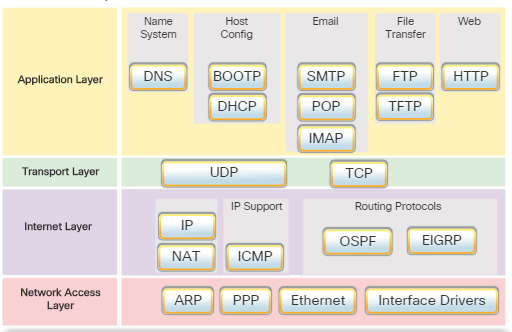 Name System
Host Config
Email
File Transfer
Web
Application Layer
DNS
BOOTP
SMTP
FTP
HTTP
DHCP
POP
TFTP
IMAP
Transport Layer
UDP
TCP
Internet Layer
IP Support
Routing Protocols
IP
OSPF
EIGRP
NAT
ICMP
Network Access Layer
ARP
PPP
Ethernet
Interface Drivers